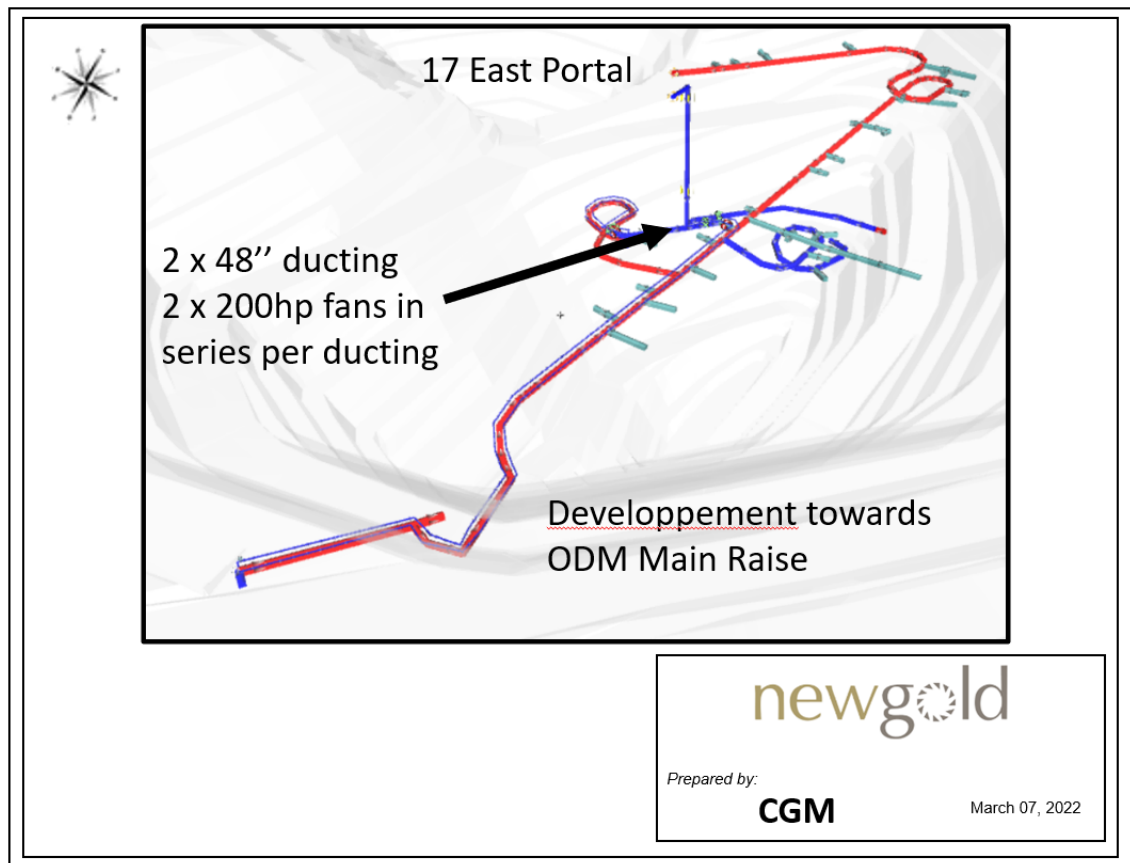 17 East Portal
2 x 48’’ ducting
2 x 200hp fans in
series per ducting
Developpement towards
ODM Main Raise
newgold
Prepared by:
CGM
March 07, 2022